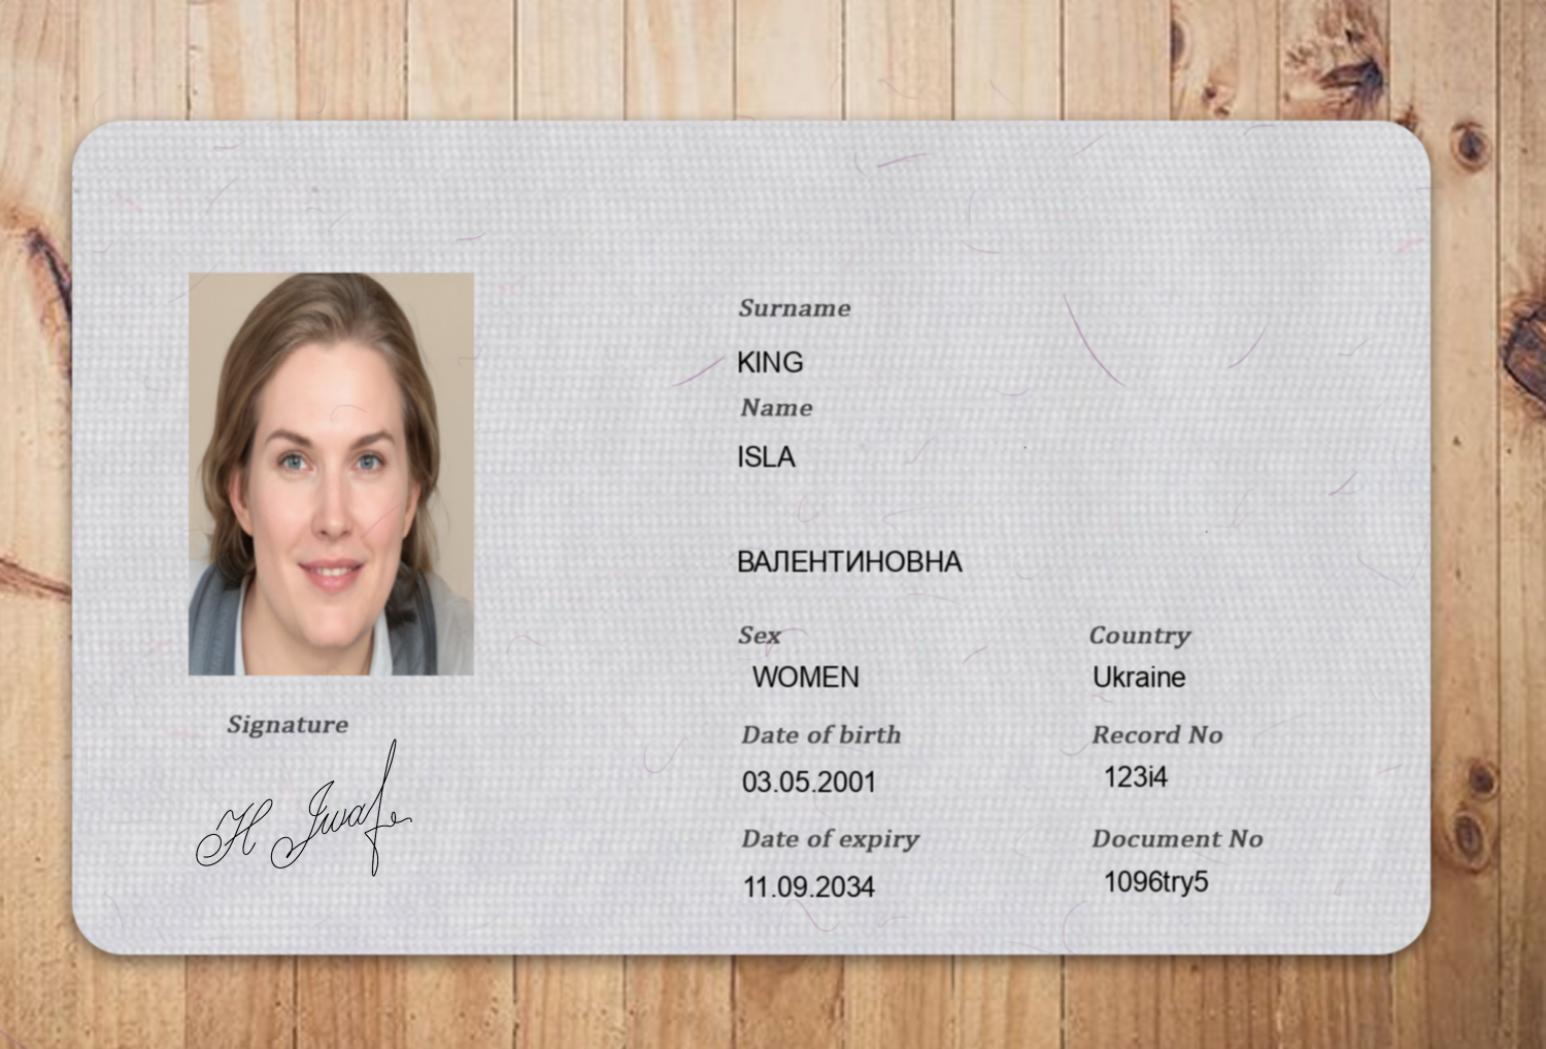 Surname
KING
Name
ISLA
ВАЛЕНТИНОВНА
Sex
Country
WOMEN
Ukraine
Date of birth
Record No
03.05.2001
123i4
Date of expiry
Document No
11.09.2034
1096try5
Signature